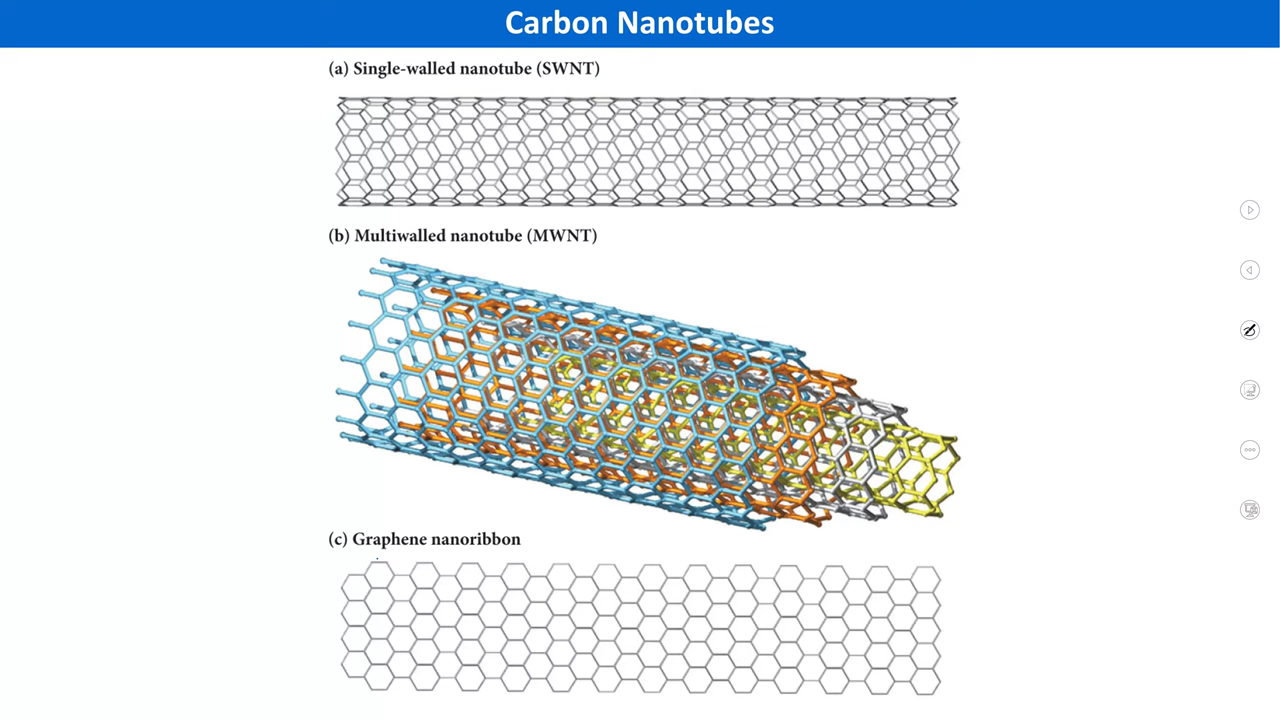 Carbon Nanotubes
(a) Single-walled nanotube (SWNT)
(b) Multiwalled nanotube (MWNT)
(c) Graphene nanoribbon